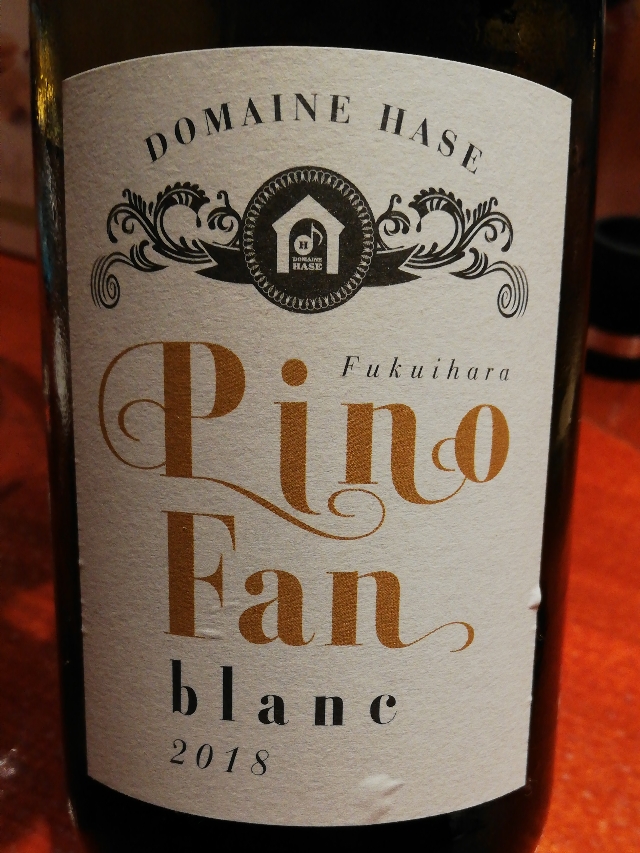 DOMAINE HASE
H
DOMAINE
HASE
Fukuihara
Pino
Fan
blanc
2018